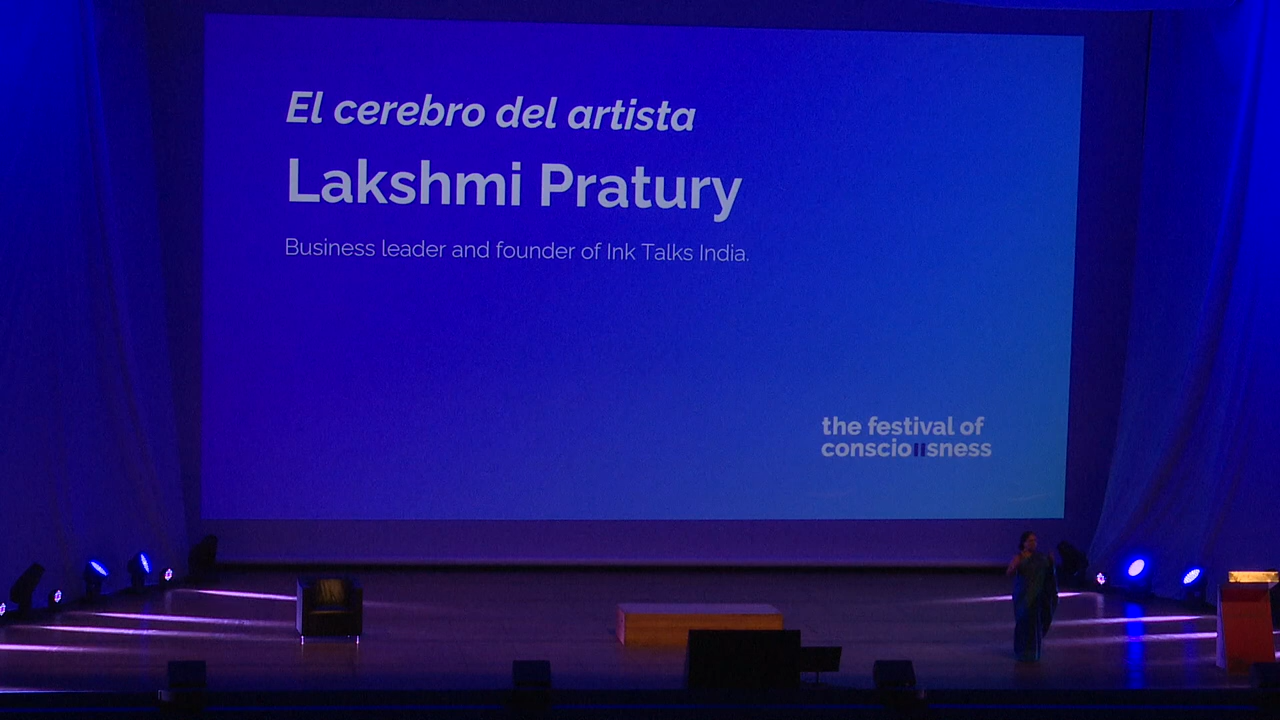 El cerebro del artista
Lakshmi Pratury
Business leader and founder of Ink Talks India.
the festival of
consciousness